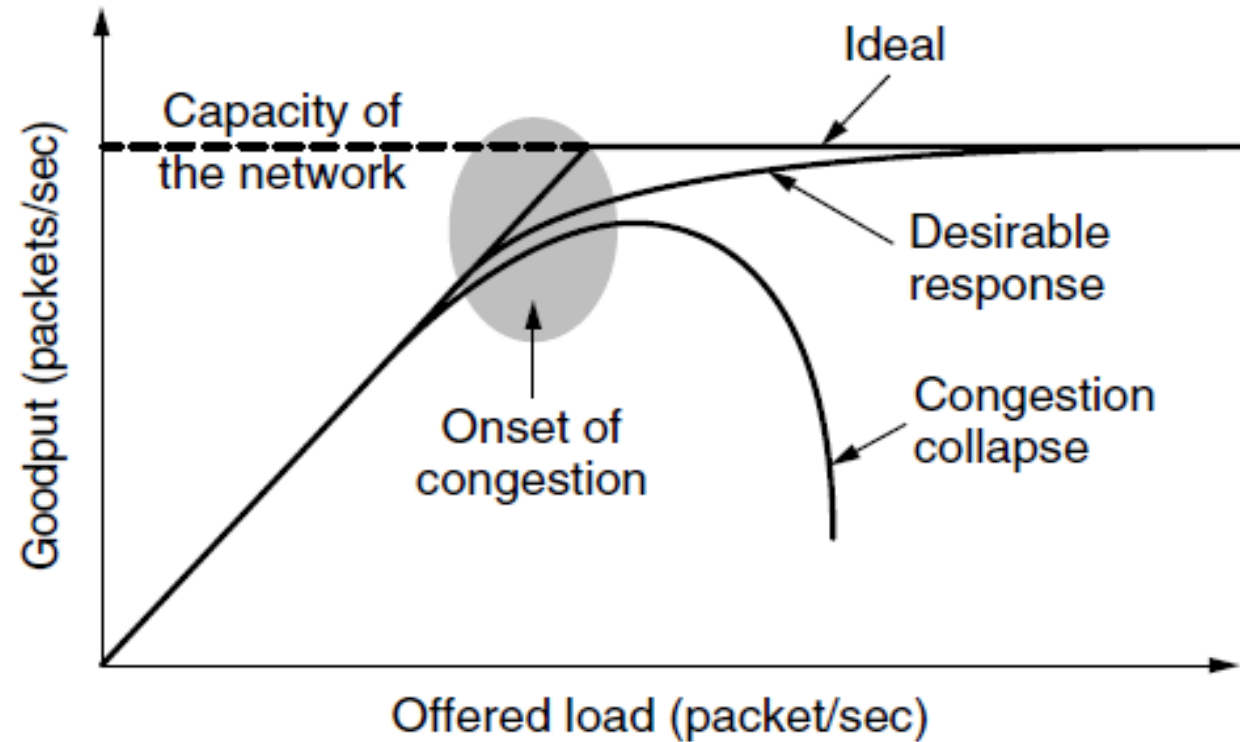 Ideal
Capacity of
the network
Desirable
response
Goodput (packets/sec)
Congestion
collapse
Onset of
congestion
Offered load (packet/sec)